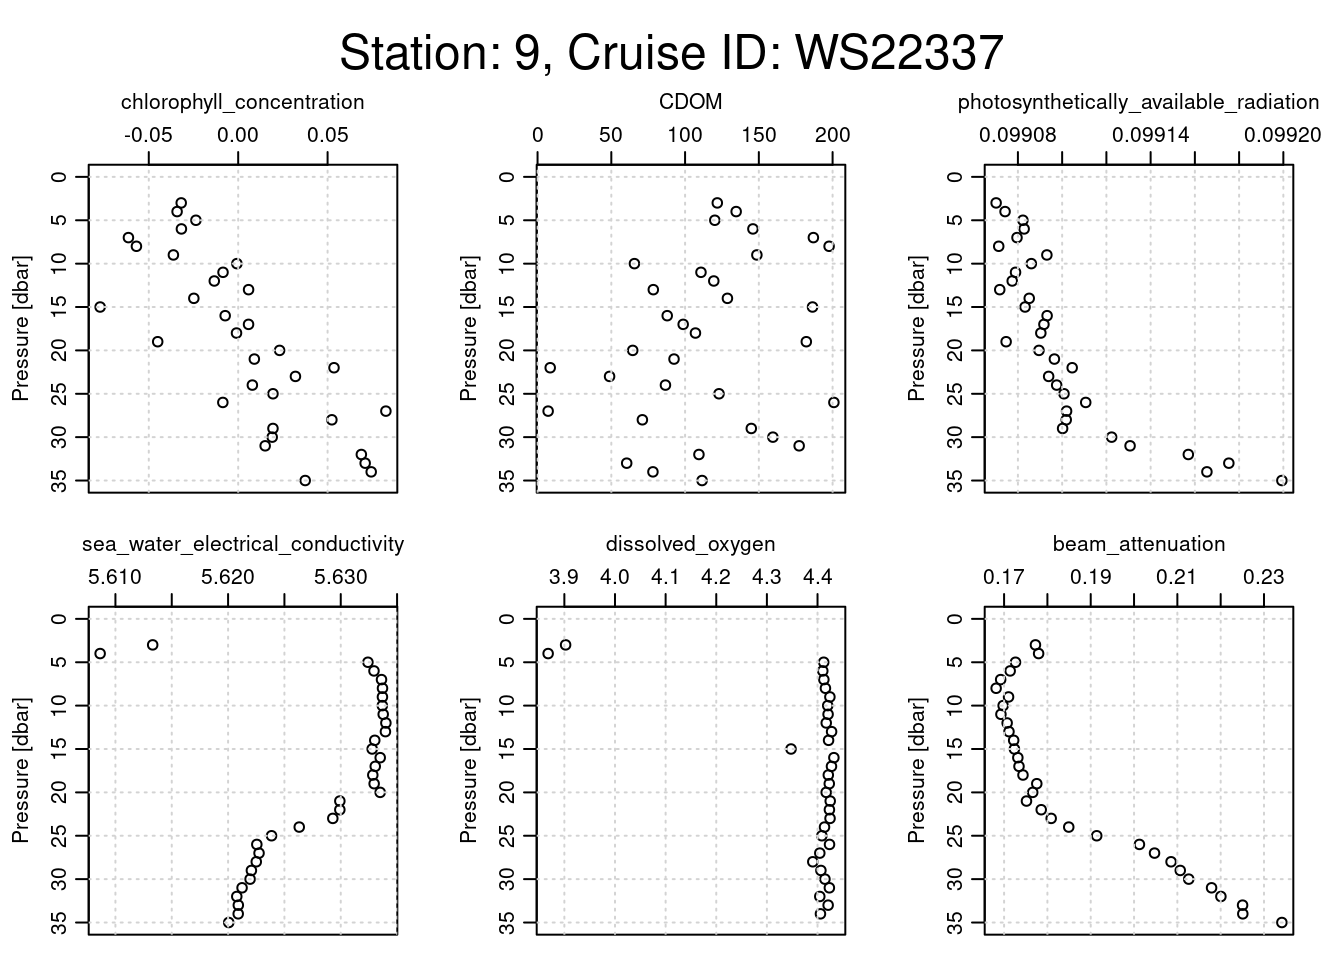 Station: 9, Cruise ID: WS22337
chlorophyll_concentration
-0.05 0.00 0.05
Pressure [dbar]
0 5 10 15 20 25 30 35
CDOM
0 50 100 150 200
Pressure [dbar]
0 5 10 15 20 25 30 35
photosynthetically_available_radiation
0.099108 0.09914 0.09920
Pressure [dbar]
0 5 10 15 20 25 30 35
sea_water_electrical_conductivity
5.610 5.620 5.630
Pressure [dbar]
0 5 10 15 20 25 30 35
dissolved_oxygen
3.9 4.0 4.1 4.2 4.3 4.4
Pressure [dbar]
0 5 10 15 20 25 30 35
beam_attenuation
0.17 0.19 0.21 0.23
Pressure [dbar]
0 5 10 15 20 25 30 35